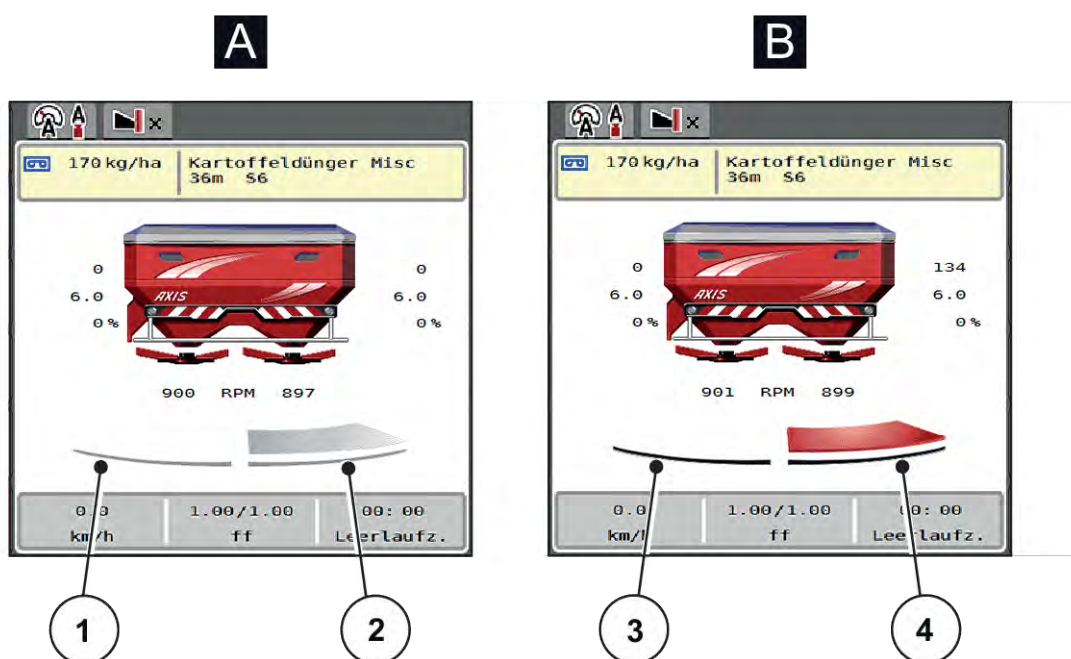 A
B
A A x
170 kg/ha Kartoffeldünger Misc
36m S6
0 0
6.0 AXIS 6.0
0% 0%
900 RPM 897
0.0 1.00/1.00 00:00
km/h ff Leerlaufz.
1 2
A A x
170 kg/ha Kartoffeldünger Misc
36m S6
0 134
6.0 AXIS 6.0
0% 0%
901 RPM 899
0.0 1.00/1.00 00:00
km/h ff Leerlaufz.
3 4